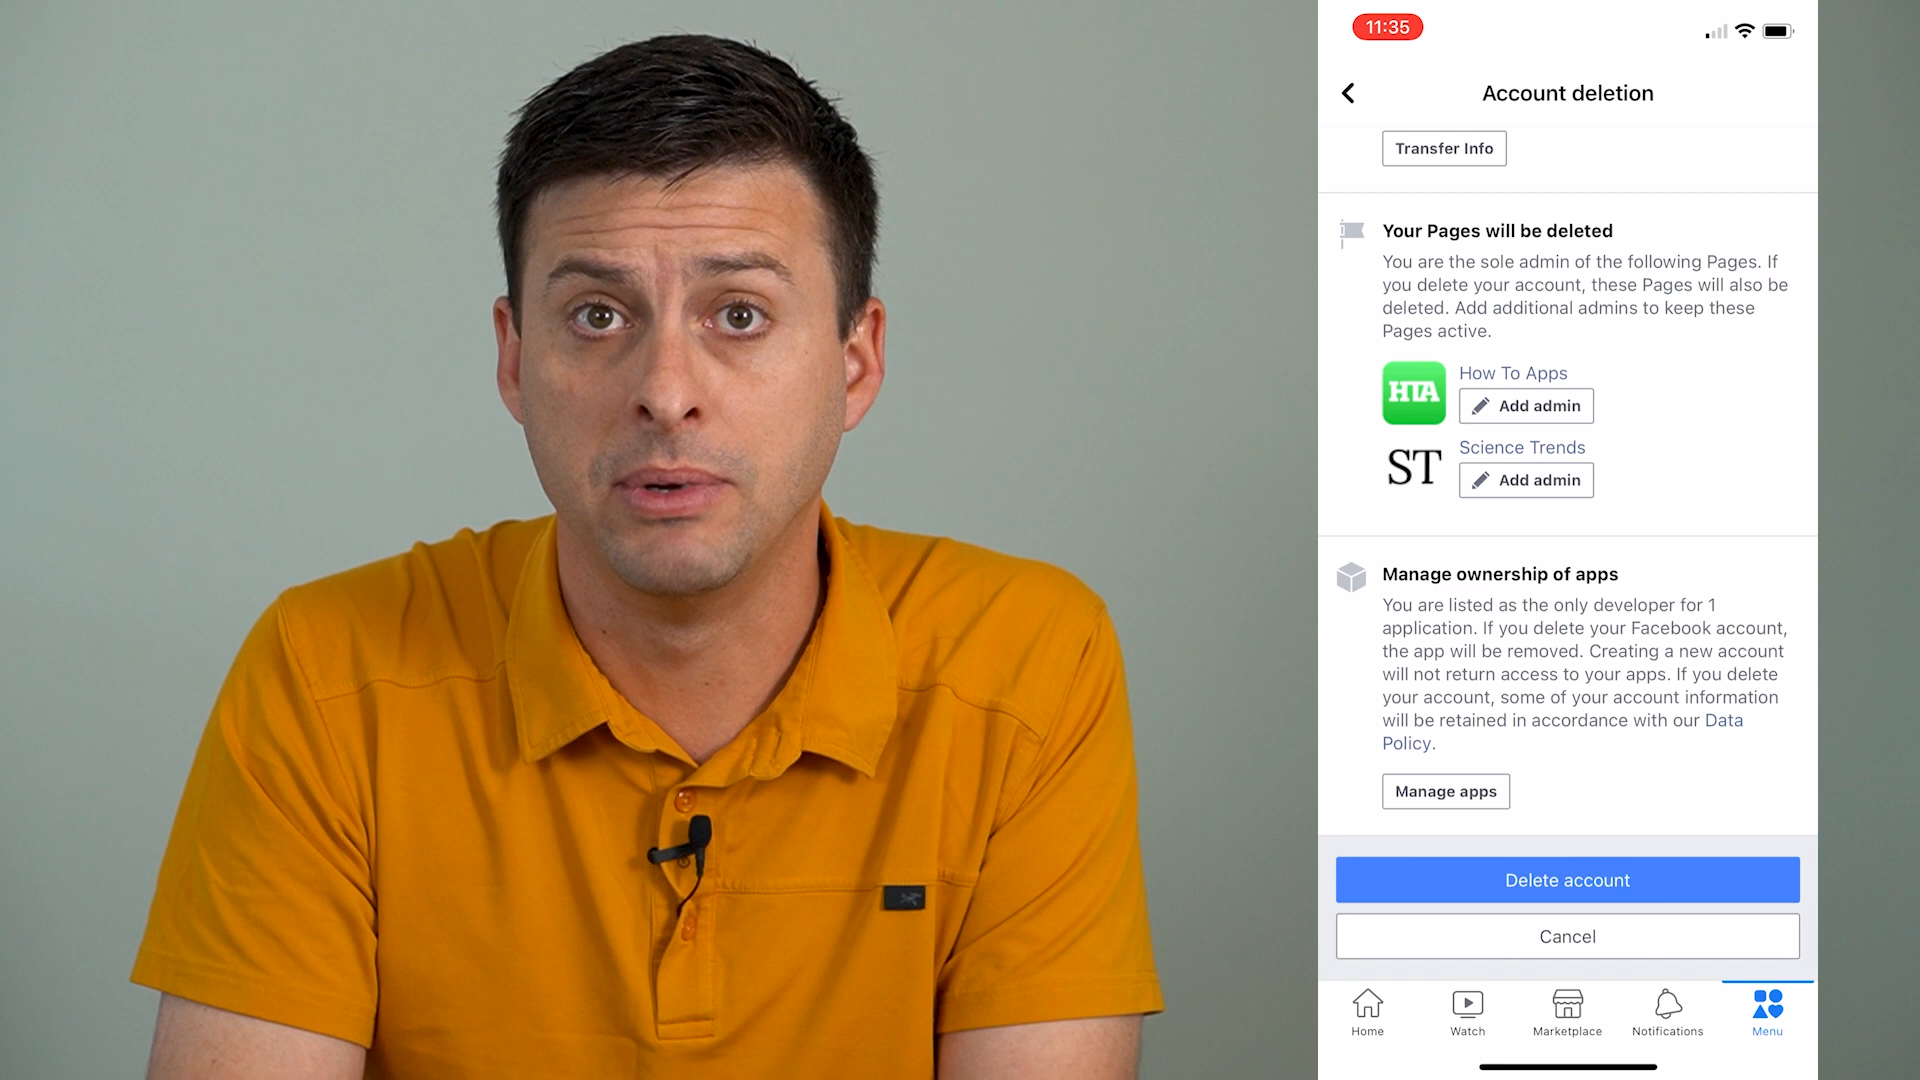 11:35
Account deletion
Transfer Info
Your Pages will be deleted
You are the sole admin of the following Pages. If
you delete your account, these Pages will also be
deleted. Add additional admins to keep these
Pages active.
HTA
How To Apps
Add admin
ST
Science Trends
Add admin
Manage ownership of apps
You are listed as the only developer for 1
application. If you delete your Facebook account,
the app will be removed. Creating a new account
will not return access to your apps. If you delete
your account, some of your account information
will be retained in accordance with our Data
Policy.
Manage apps
Delete account
Cancel
Home
Watch
Marketplace
Notifications
Menu